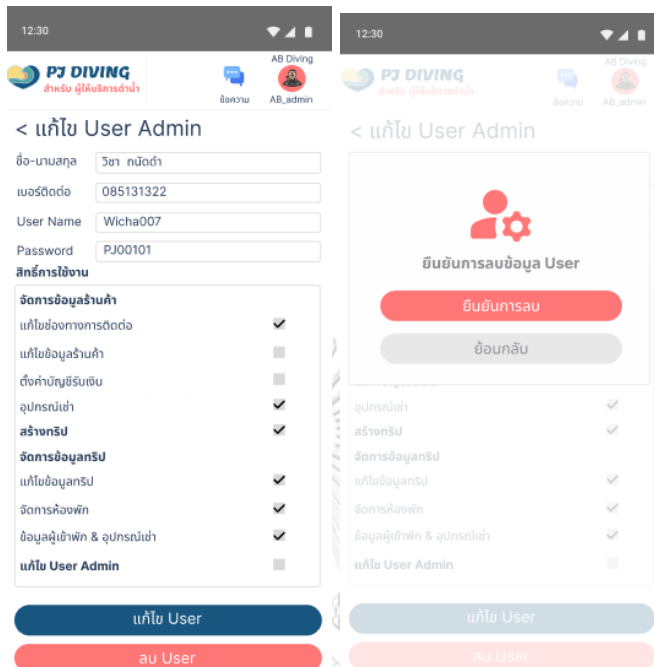 12:30
PJ DIVING
สำหรับ ผู้ให้บริการดำน้ำ
ข้อความ
AB Diving
AB_admin
< แก้ไข User Admin
ชื่อ-นามสกุล วิชา ถนัดดำ
เบอร์ติดต่อ 085131322
User Name Wicha007
Password PJ00101
สิทธิ์การใช้งาน
จัดการข้อมูลร้านค้า
แก้ไขช่องทางการติดต่อ
แก้ไขข้อมูลร้านค้า
ตั้งค่าบัญชีรับเงิน
อุปกรณ์เช่า
สร้างทริป
จัดการข้อมูลทริป
แก้ไขข้อมูลทริป
จัดการห้องพัก
ข้อมูลผู้เข้าพัก & อุปกรณ์เช่า
แก้ไข User Admin
แก้ไข User
ลบ User
12:30
PJ DIVING
สำหรับ ผู้ให้บริการดำน้ำ
ข้อความ
AB Diving
AB_admin
< แก้ไข User Admin
ยืนยันการลบข้อมูล User
ยืนยันการลบ
ย้อนกลับ
อุปกรณ์เช่า
สร้างทริป
จัดการข้อมูลทริป
แก้ไขข้อมูลทริป
จัดการห้องพัก
ข้อมูลผู้เข้าพัก & อุปกรณ์เช่า
แก้ไข User Admin
แก้ไข User
ลบ User